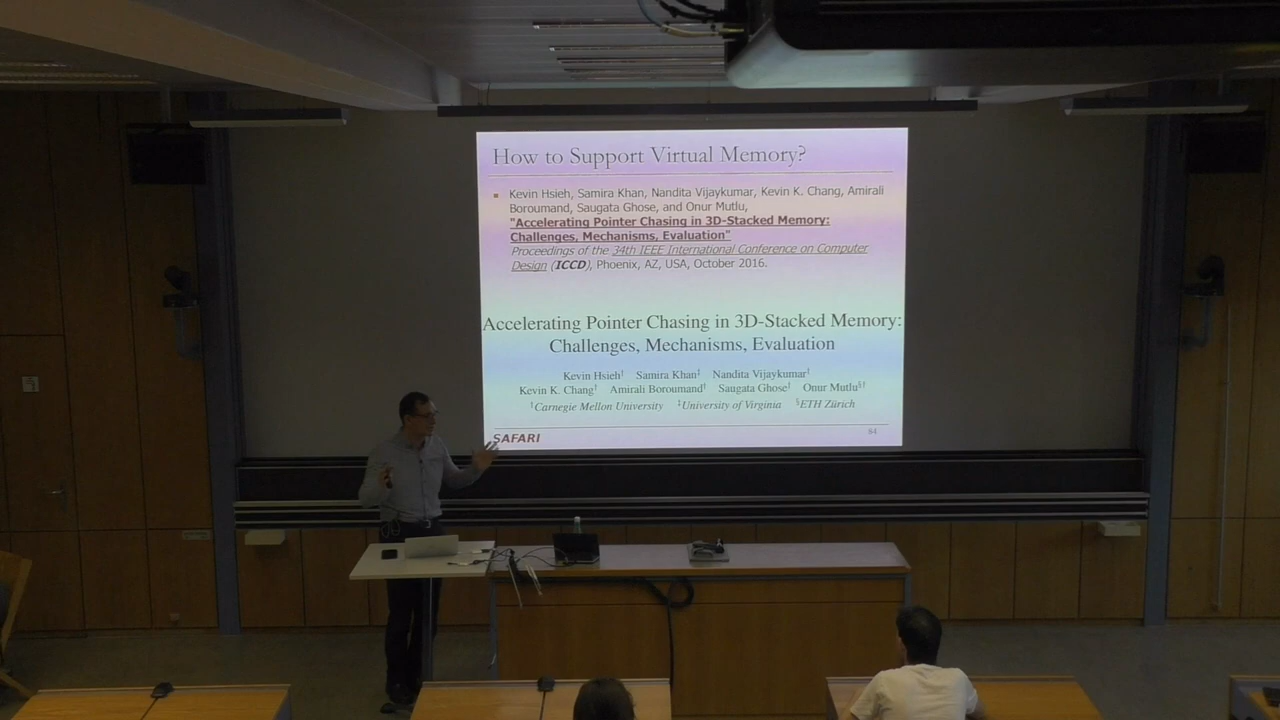 How to Support Virtual Memory?
Kevin Hsieh, Samira Khan, Nandita Vijaykumar, Kevin K. Chang, Amirali
Boroumand, Saugata Ghose, and Onur Mutlu,
"Accelerating Pointer Chasing in 3D-Stacked Memory:
Challenges, Mechanisms, Evaluation"
Proceedings of the 34th IEEE International Conference on Computer
Design (ICCD), Phoenix, AZ, USA, October 2016.
Accelerating Pointer Chasing in 3D-Stacked Memory:
Challenges, Mechanisms, Evaluation
Kevin Hsieh† Samira Khan‡ Nandita Vijaykumar†
Kevin K. Chang† Amirali Boroumand† Saugata Ghose† Onur Mutlu§†
†Carnegie Mellon University ‡University of Virginia §ETH Zürich
SAFARI
84